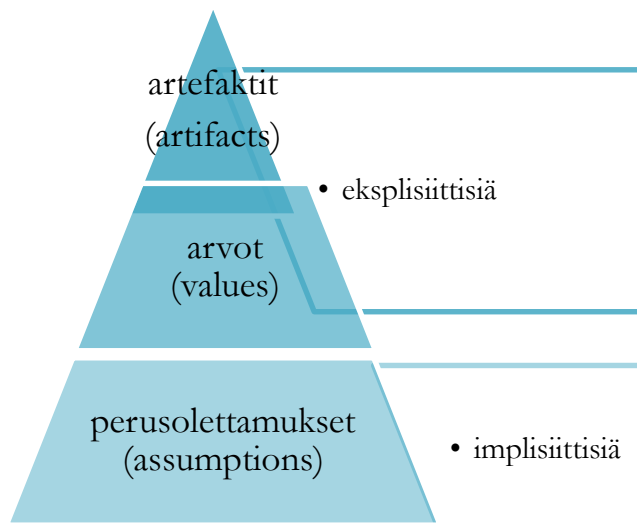 artefaktit
(artifacts)
• eksplisiittisiä
arvot
(values)
perusolettamukset
(assumptions)
• implisiittisiä